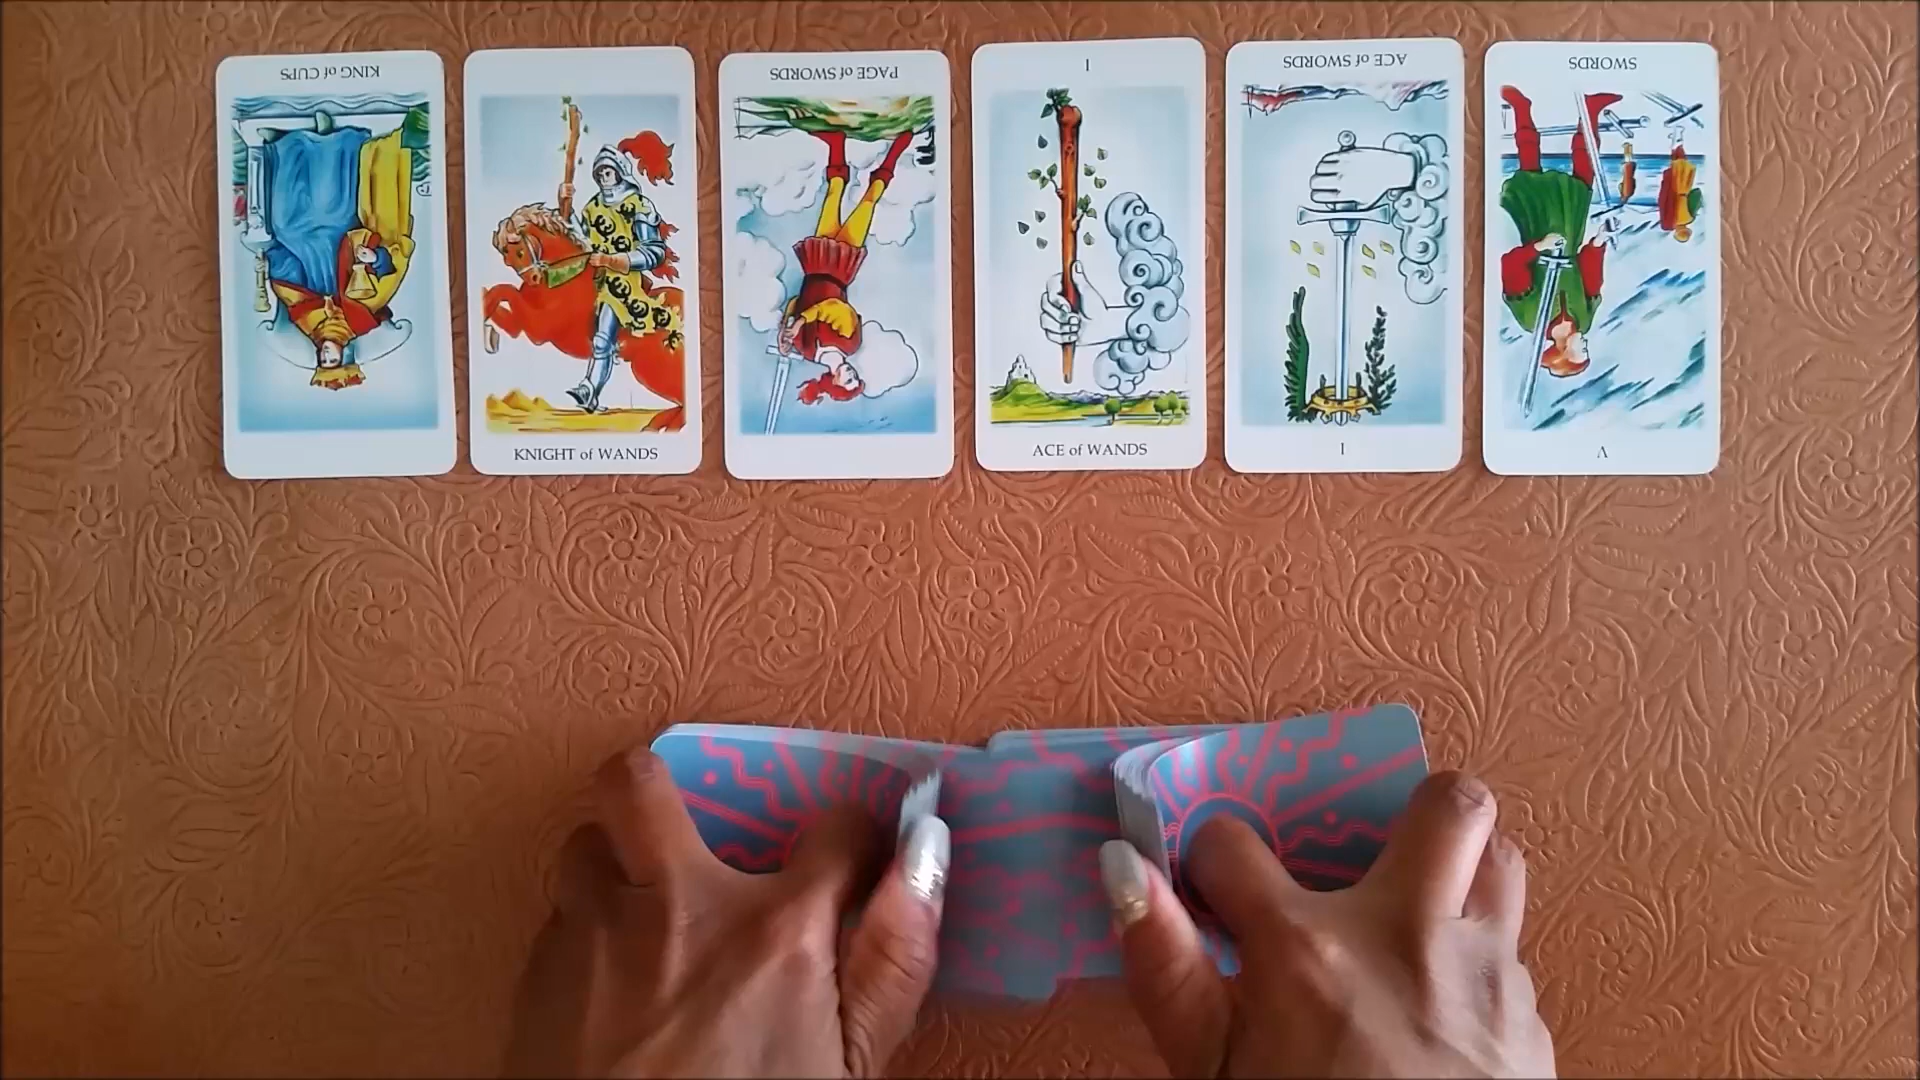 KING of CUPS
KNIGHT of WANDS
PAGE of SWORDS
I
ACE of WANDS
ACE of SWORDS
I
SWORDS
V